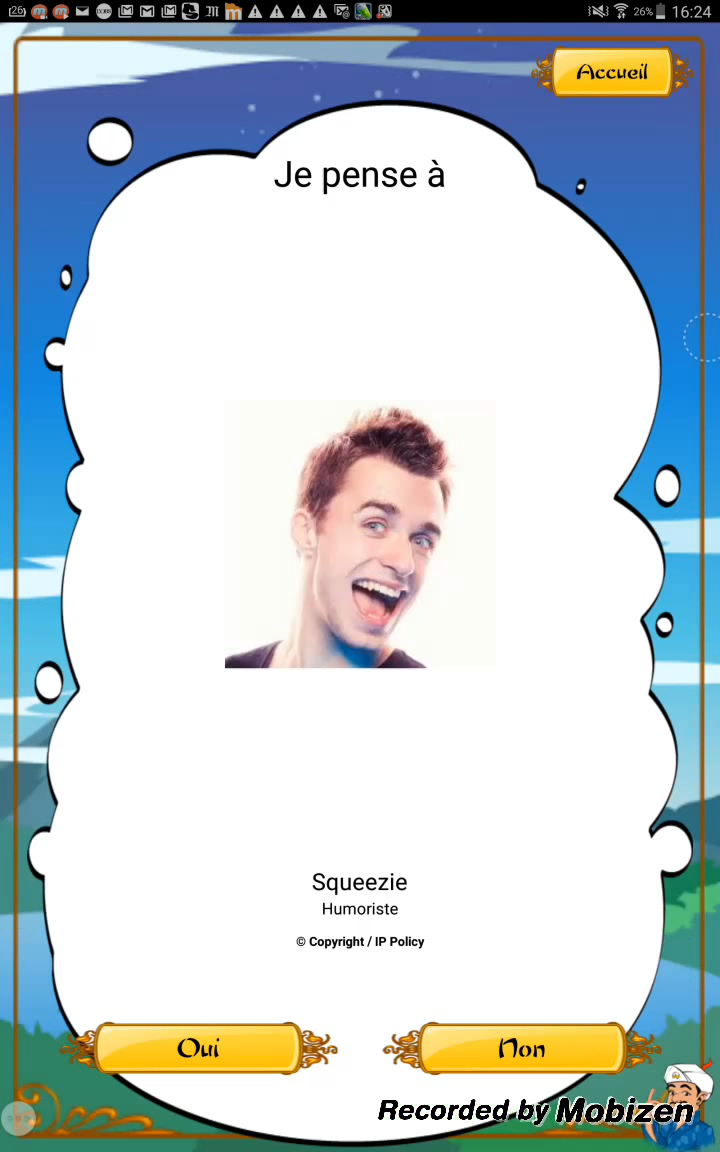 26% 16:24
Accueil
Je pense à
Squeezie
Humoriste
© Copyright / IP Policy
Oui Non
Recorded by Mobizen